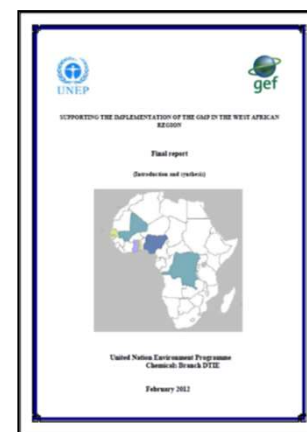 UNEP
gef
SUPPORTING THE IMPLEMENTATION OF THE GMP IN THE WEST AFRICAN
REGION
Final report
(Introduction and synthesis)
United Nation Environment Programme
Chemicals Branch DTIE
February 2012